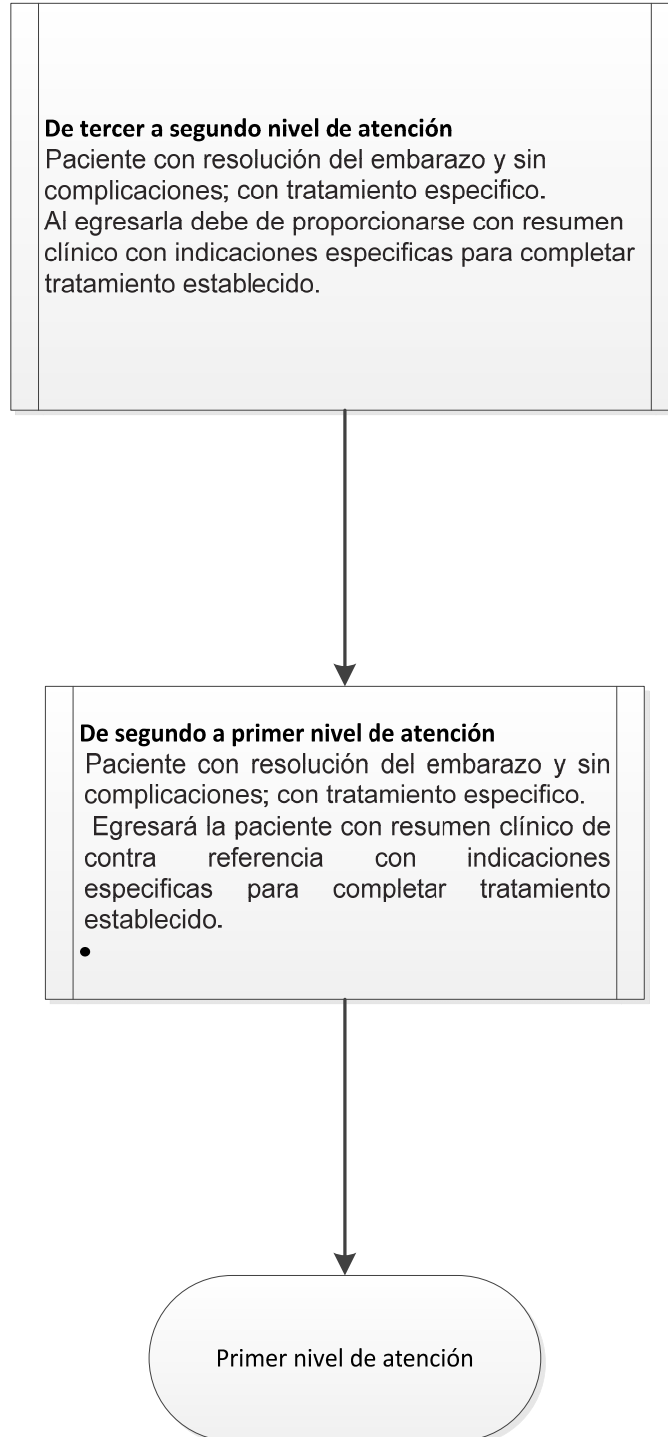 De tercer a segundo nivel de atención
Paciente con resolución del embarazo y sin
complicaciones; con tratamiento especifico.
Al egresarla debe de proporcionarse con resumen
clínico con indicaciones especificas para completar
tratamiento establecido.
De segundo a primer nivel de atención
Paciente con resolución del embarazo y sin
complicaciones; con tratamiento especifico.
Egresará la paciente con resumen clínico de
contra referencia con indicaciones
especificas para completar tratamiento
establecido.
•
Primer nivel de atención